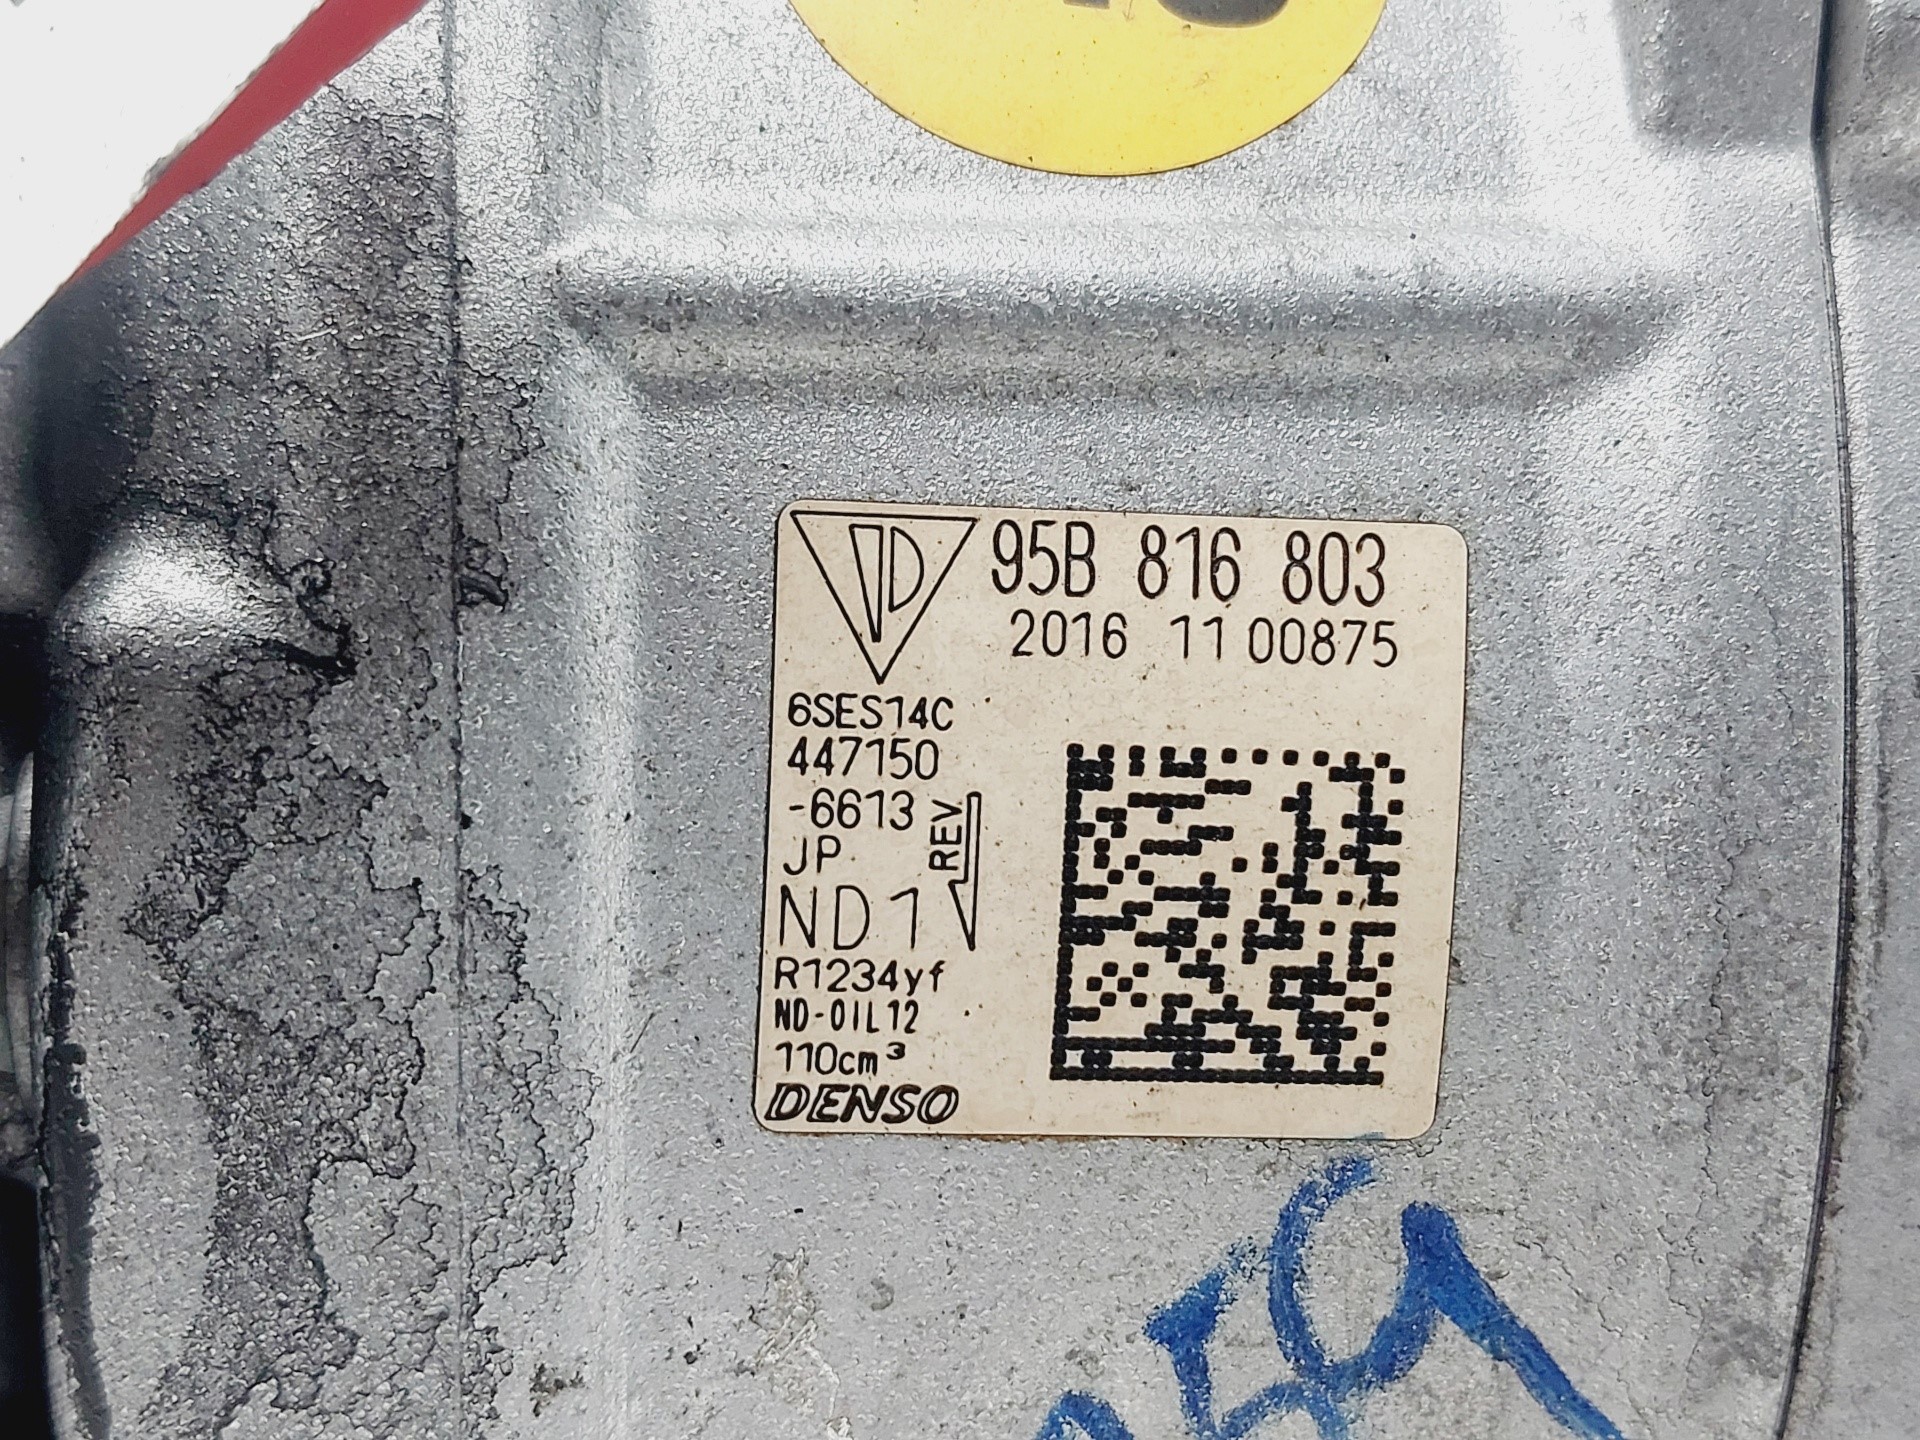 95B 816 803
2016 11 00875
6SES14C
447150
-6613
REV
JP
ND1
R1234yf
ND-OIL12
110cm³
DENSO